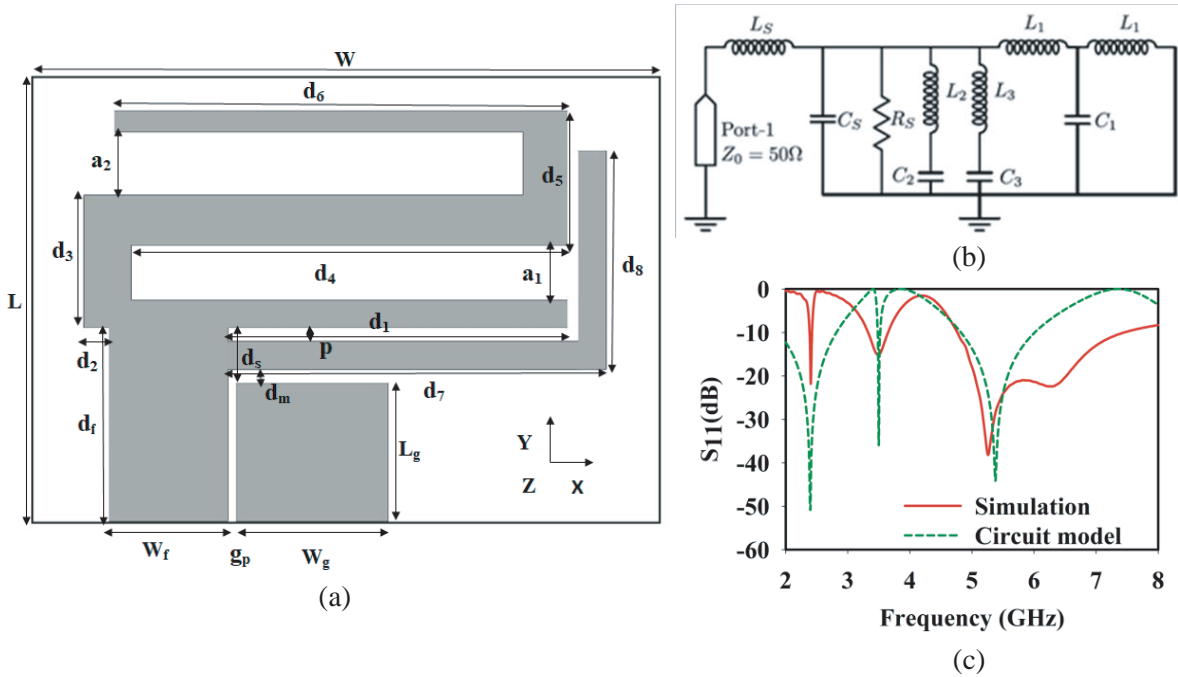 W
d6
a2
d5
d3
d4
a1
d8
L
d1
p
d2
ds
dm
d7
df
Lg
Y
Z X
Wf
gp
Wg
(a)
LS
L1
L1
L2
L3
CS
RS
C1
Port-1
Z0 = 50Ω
C2
C3
(b)
S11(dB)
0
-10
-20
-30
-40
-50
-60
Simulation
Circuit model
2 3 4 5 6 7 8
Frequency (GHz)
(c)